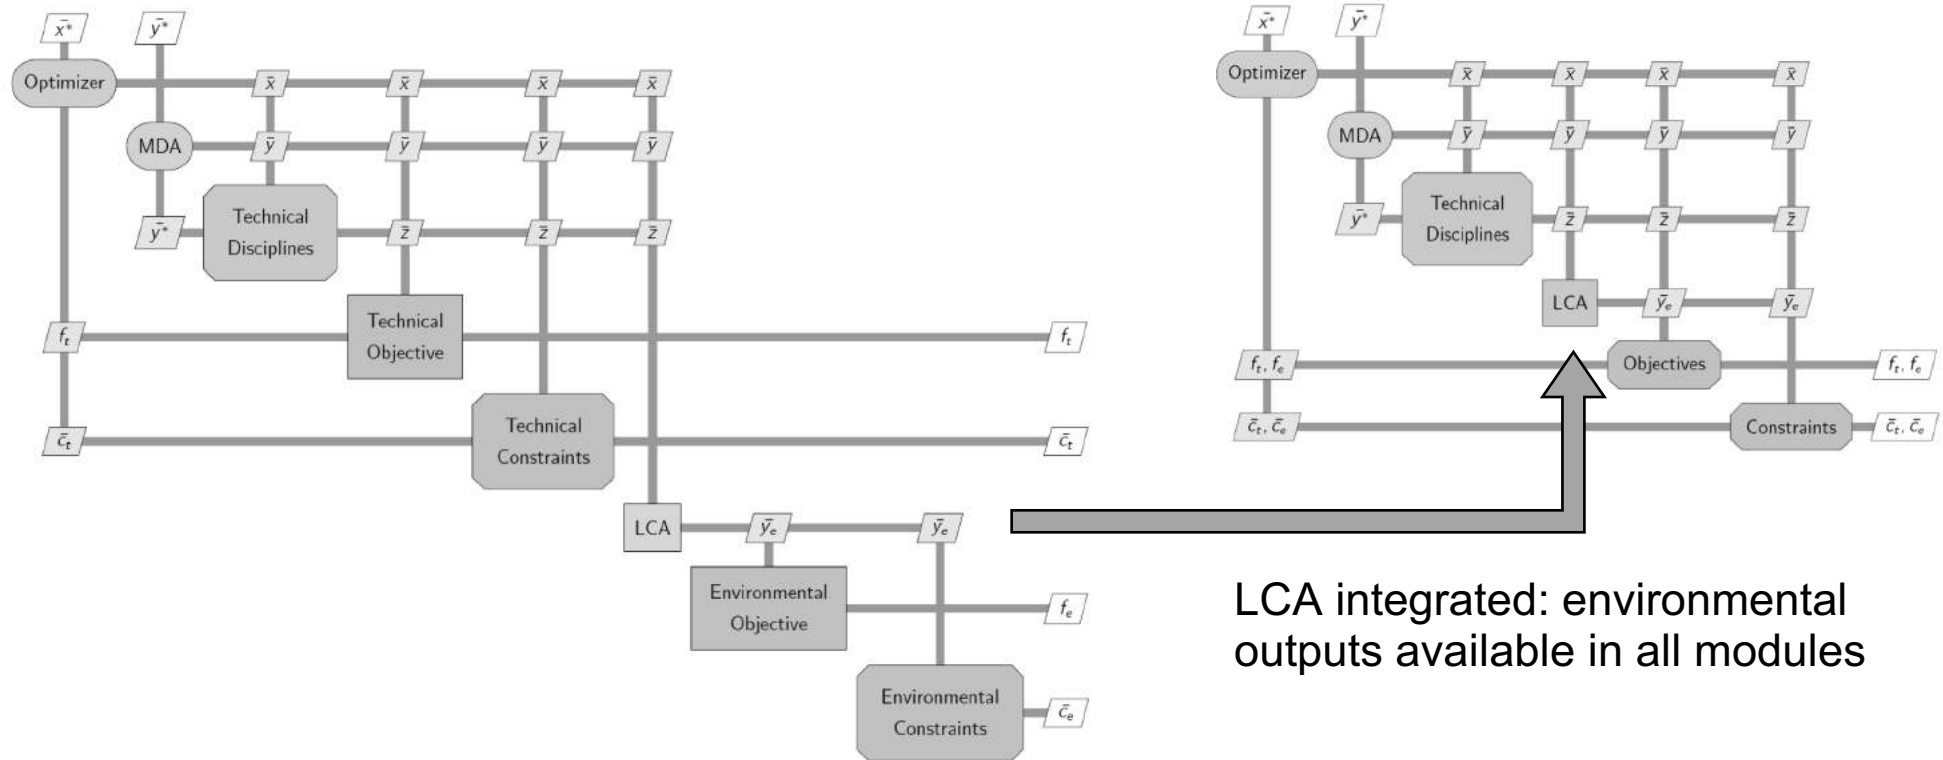 x̄*
ȳ*
Optimizer
x̄
x̄
x̄
x̄
MDA
ȳ
ȳ
ȳ
ȳ
ȳ*
Technical
Disciplines
z̄
z̄
z̄
f_t
Technical
Objective
f_t
c̄_t
Technical
Constraints
c̄_t
LCA
ȳ_e
ȳ_e
Environmental
Objective
f_e
Environmental
Constraints
c̄_e
x̄*
ȳ*
Optimizer
x̄
x̄
x̄
x̄
MDA
ȳ
ȳ
ȳ
ȳ
ȳ*
Technical
Disciplines
z̄
z̄
z̄
LCA
ȳ_e
ȳ_e
f_t, f_e
Objectives
f_t, f_e
c̄_t, c̄_e
Constraints
c̄_t, c̄_e
LCA integrated: environmental
outputs available in all modules